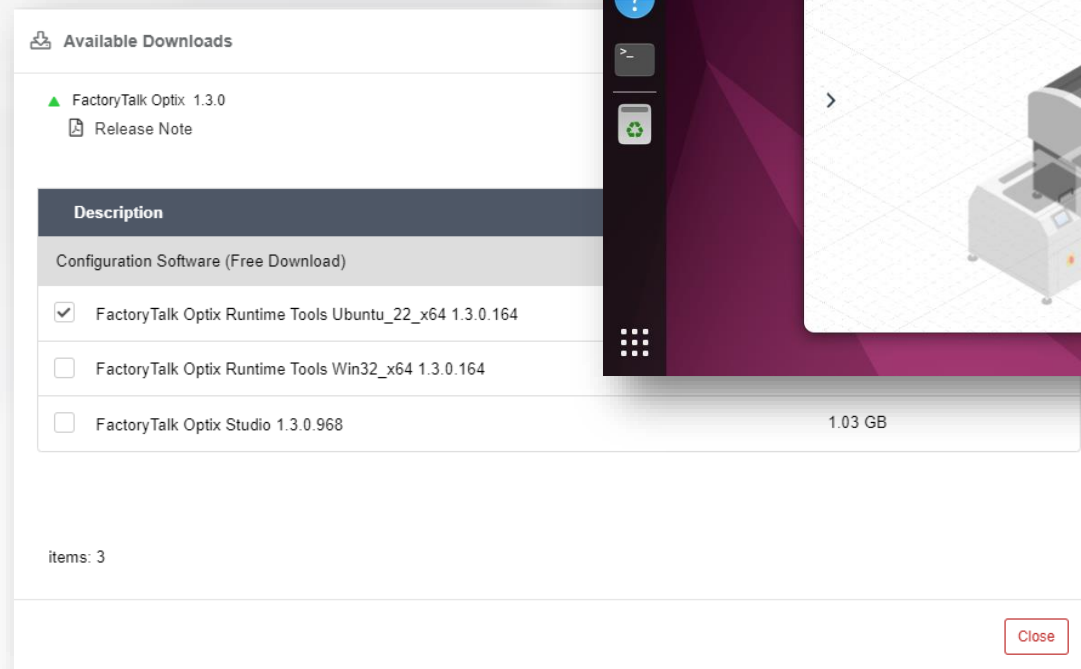 Available Downloads
FactoryTalk Optix 1.3.0
Release Note
Description
Configuration Software (Free Download)
FactoryTalk Optix Runtime Tools Ubuntu_22_x64 1.3.0.164
FactoryTalk Optix Runtime Tools Win32_x64 1.3.0.164
FactoryTalk Optix Studio 1.3.0.968 1.03 GB
items: 3
Close